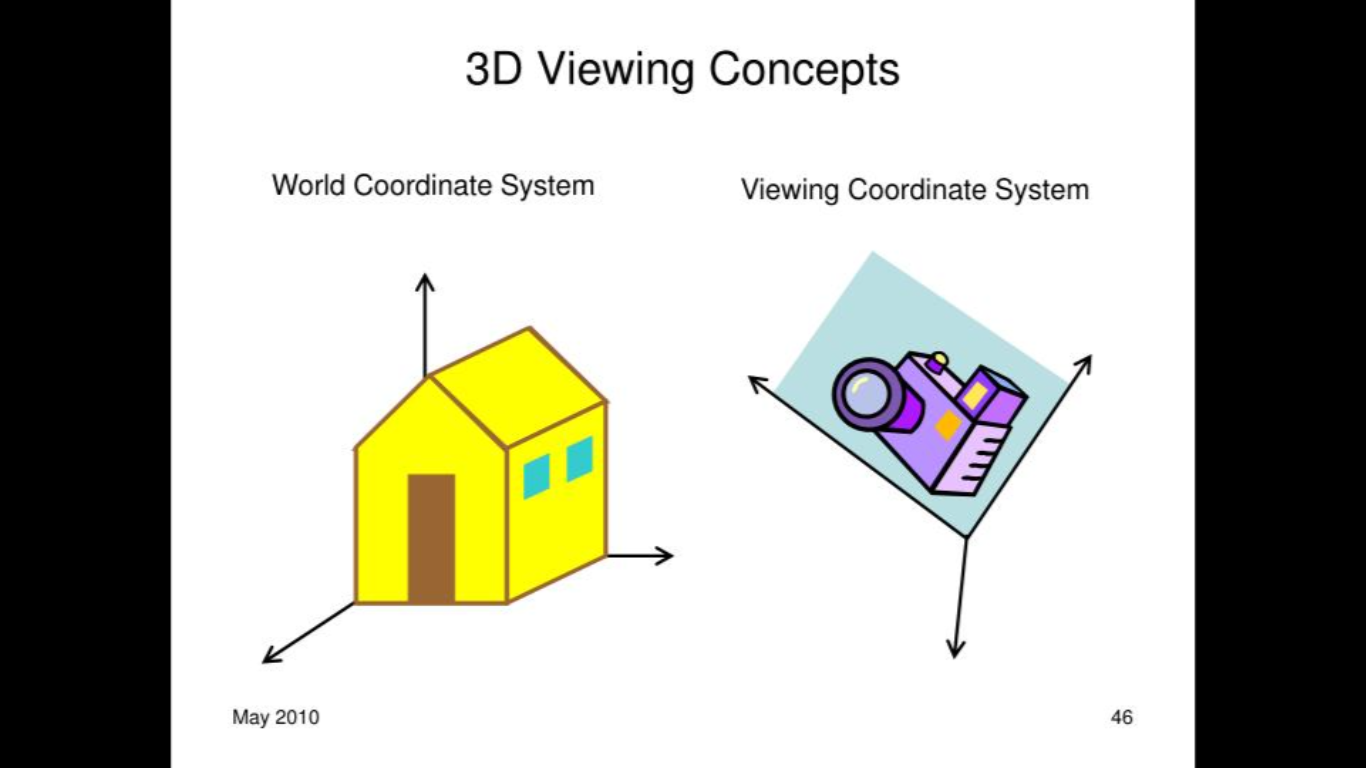 3D Viewing Concepts
World Coordinate System
Viewing Coordinate System
May 2010
46